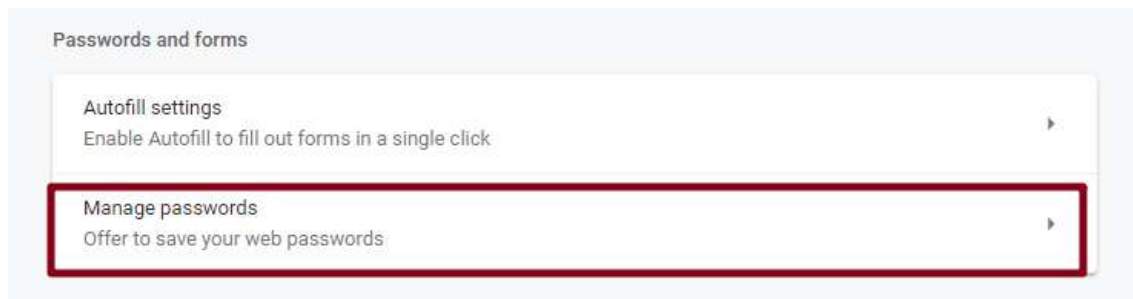 Passwords and forms
Autofill settings
Enable Autofill to fill out forms in a single click
Manage passwords
Offer to save your web passwords